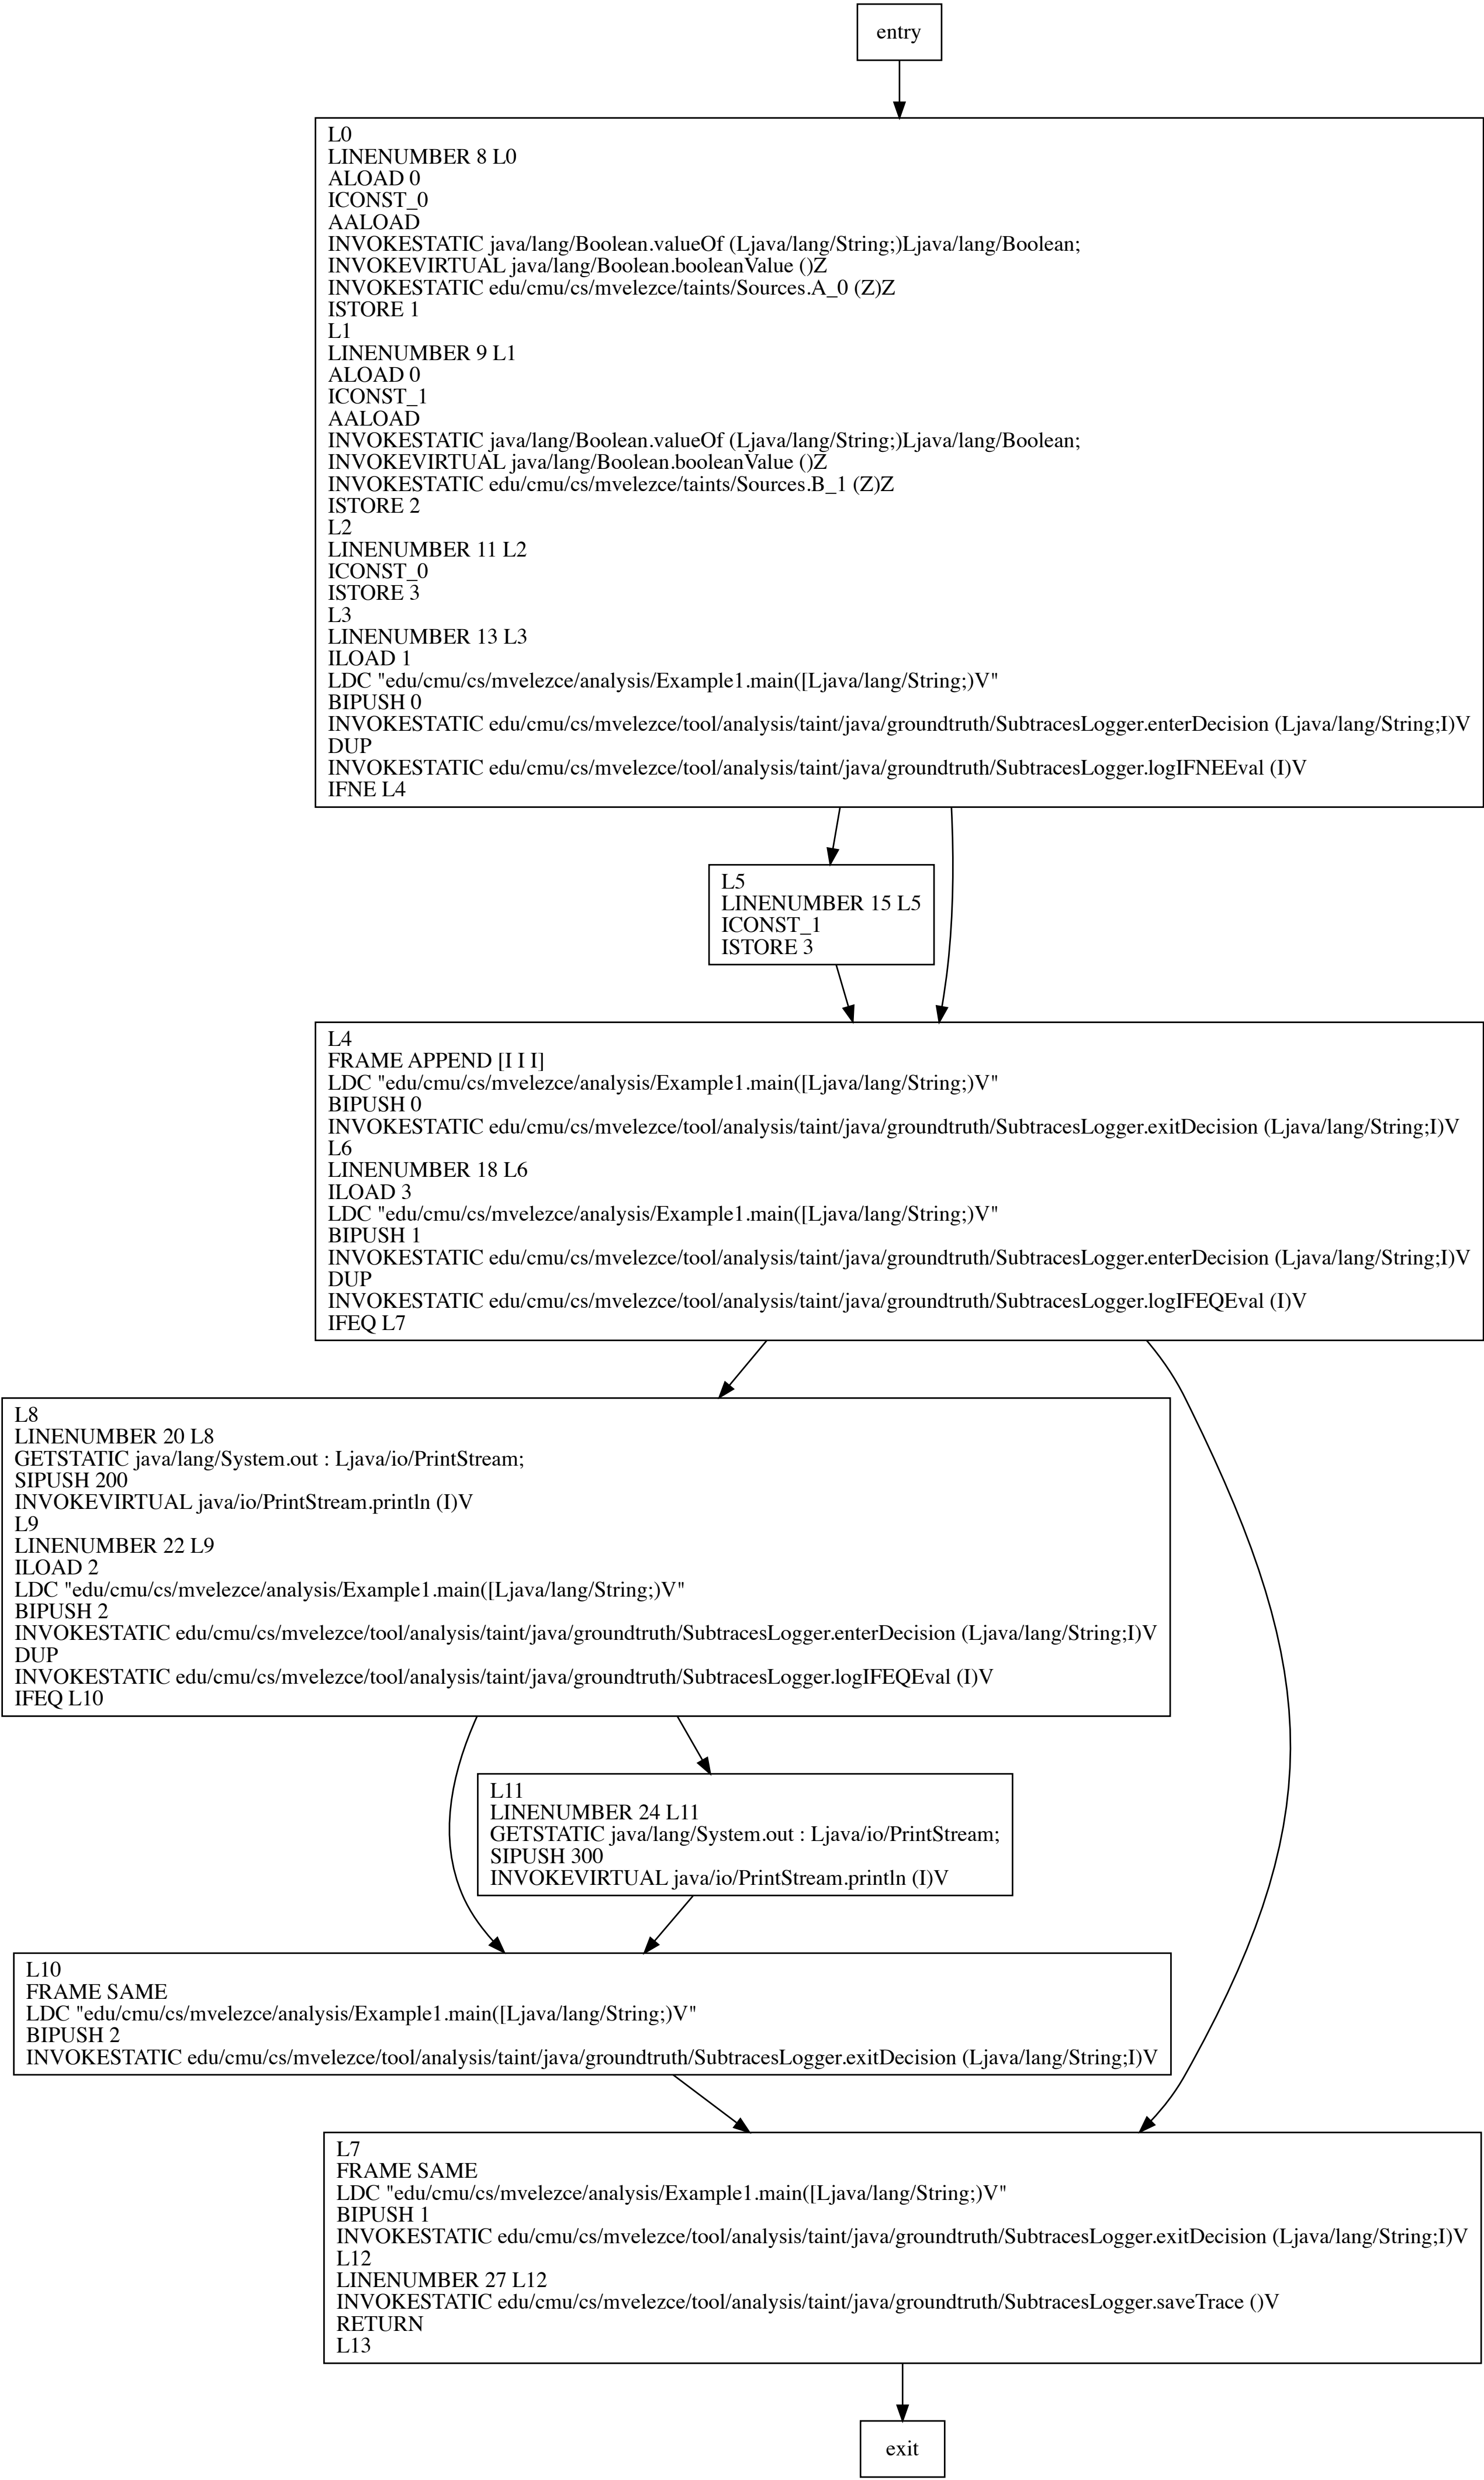 entry
L0
LINENUMBER 8 L0
ALOAD 0
ICONST_0
AALOAD
INVOKESTATIC java/lang/Boolean.valueOf (Ljava/lang/String;)Ljava/lang/Boolean;
INVOKEVIRTUAL java/lang/Boolean.booleanValue ()Z
INVOKESTATIC edu/cmu/cs/mvelezce/taints/Sources.A_0 (Z)Z
ISTORE 1
L1
LINENUMBER 9 L1
ALOAD 0
ICONST_1
AALOAD
INVOKESTATIC java/lang/Boolean.valueOf (Ljava/lang/String;)Ljava/lang/Boolean;
INVOKEVIRTUAL java/lang/Boolean.booleanValue ()Z
INVOKESTATIC edu/cmu/cs/mvelezce/taints/Sources.B_1 (Z)Z
ISTORE 2
L2
LINENUMBER 11 L2
ICONST_0
ISTORE 3
L3
LINENUMBER 13 L3
ILOAD 1
LDC "edu/cmu/cs/mvelezce/analysis/Example1.main([Ljava/lang/String;)V"
BIPUSH 0
INVOKESTATIC edu/cmu/cs/mvelezce/tool/analysis/taint/java/groundtruth/SubtracesLogger.enterDecision (Ljava/lang/String;I)V
DUP
INVOKESTATIC edu/cmu/cs/mvelezce/tool/analysis/taint/java/groundtruth/SubtracesLogger.logIFNEEval (I)V
IFNE L4
L5
LINENUMBER 15 L5
ICONST_1
ISTORE 3
L4
FRAME APPEND [I I I]
LDC "edu/cmu/cs/mvelezce/analysis/Example1.main([Ljava/lang/String;)V"
BIPUSH 0
INVOKESTATIC edu/cmu/cs/mvelezce/tool/analysis/taint/java/groundtruth/SubtracesLogger.exitDecision (Ljava/lang/String;I)V
L6
LINENUMBER 18 L6
ILOAD 3
LDC "edu/cmu/cs/mvelezce/analysis/Example1.main([Ljava/lang/String;)V"
BIPUSH 1
INVOKESTATIC edu/cmu/cs/mvelezce/tool/analysis/taint/java/groundtruth/SubtracesLogger.enterDecision (Ljava/lang/String;I)V
DUP
INVOKESTATIC edu/cmu/cs/mvelezce/tool/analysis/taint/java/groundtruth/SubtracesLogger.logIFEQEval (I)V
IFEQ L7
L8
LINENUMBER 20 L8
GETSTATIC java/lang/System.out : Ljava/io/PrintStream;
SIPUSH 200
INVOKEVIRTUAL java/io/PrintStream.println (I)V
L9
LINENUMBER 22 L9
ILOAD 2
LDC "edu/cmu/cs/mvelezce/analysis/Example1.main([Ljava/lang/String;)V"
BIPUSH 2
INVOKESTATIC edu/cmu/cs/mvelezce/tool/analysis/taint/java/groundtruth/SubtracesLogger.enterDecision (Ljava/lang/String;I)V
DUP
INVOKESTATIC edu/cmu/cs/mvelezce/tool/analysis/taint/java/groundtruth/SubtracesLogger.logIFEQEval (I)V
IFEQ L10
L11
LINENUMBER 24 L11
GETSTATIC java/lang/System.out : Ljava/io/PrintStream;
SIPUSH 300
INVOKEVIRTUAL java/io/PrintStream.println (I)V
L10
FRAME SAME
LDC "edu/cmu/cs/mvelezce/analysis/Example1.main([Ljava/lang/String;)V"
BIPUSH 2
INVOKESTATIC edu/cmu/cs/mvelezce/tool/analysis/taint/java/groundtruth/SubtracesLogger.exitDecision (Ljava/lang/String;I)V
L7
FRAME SAME
LDC "edu/cmu/cs/mvelezce/analysis/Example1.main([Ljava/lang/String;)V"
BIPUSH 1
INVOKESTATIC edu/cmu/cs/mvelezce/tool/analysis/taint/java/groundtruth/SubtracesLogger.exitDecision (Ljava/lang/String;I)V
L12
LINENUMBER 27 L12
INVOKESTATIC edu/cmu/cs/mvelezce/tool/analysis/taint/java/groundtruth/SubtracesLogger.saveTrace ()V
RETURN
L13
exit